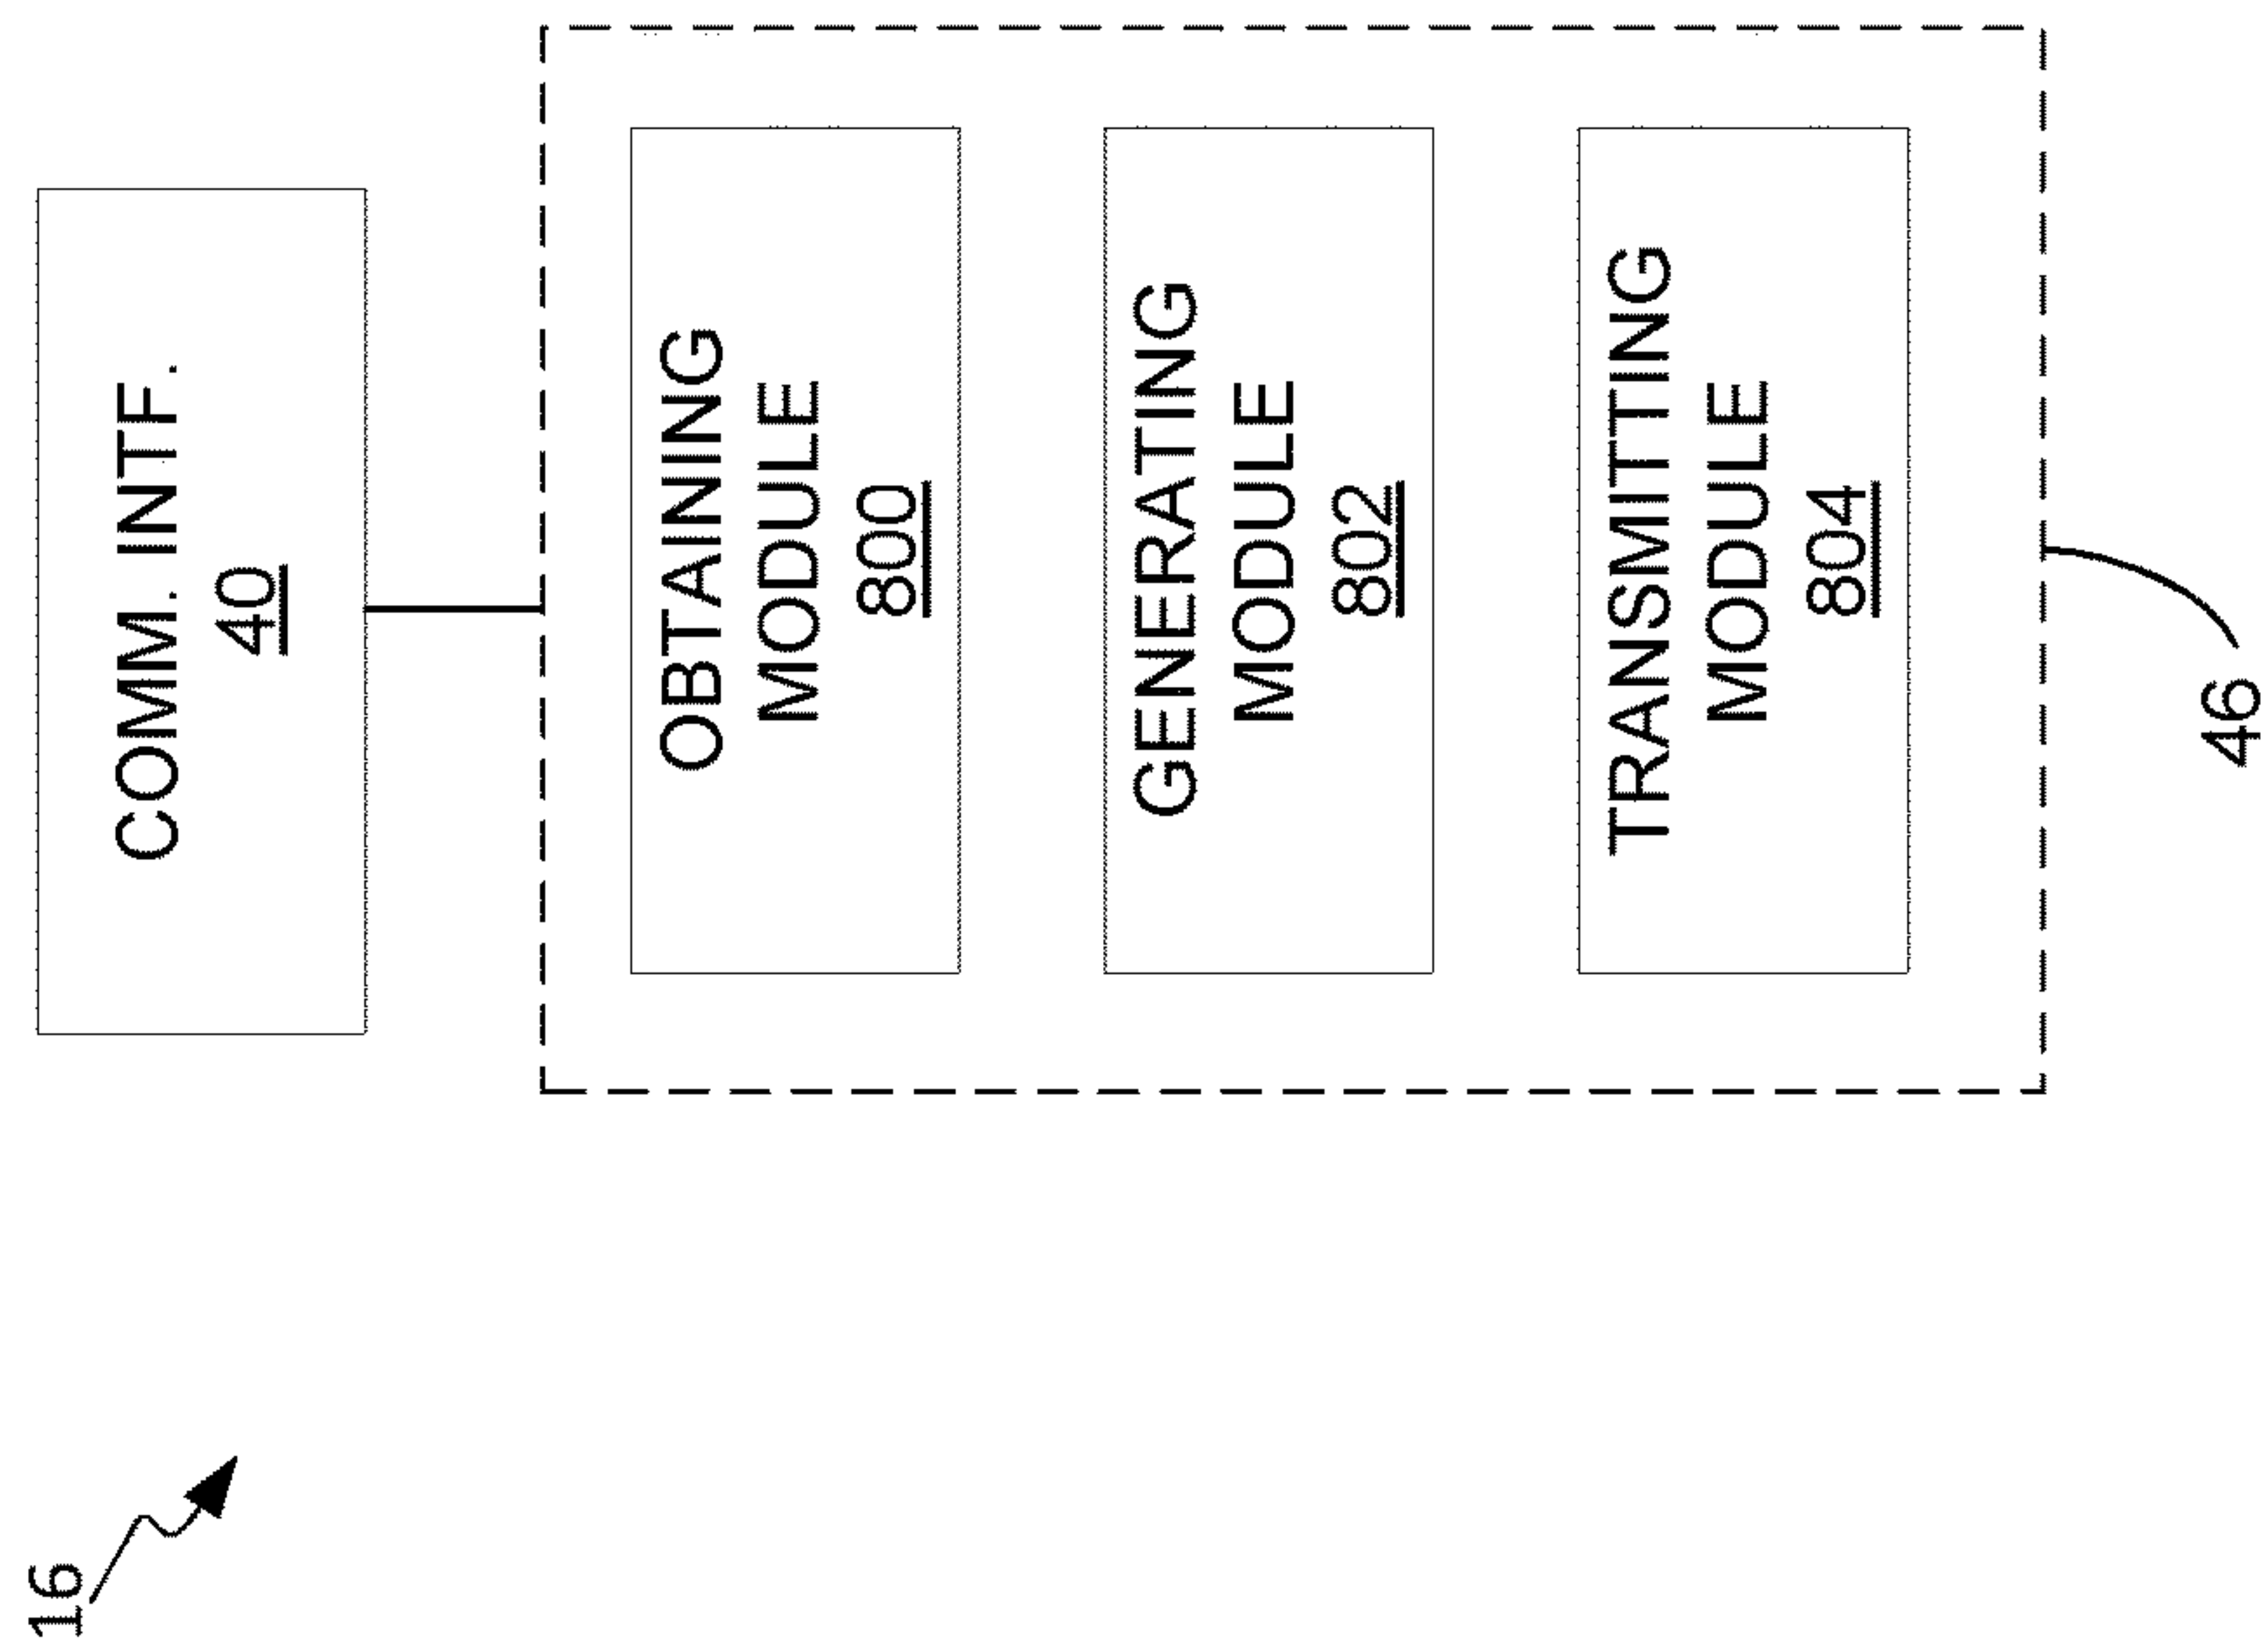 16
COMM. INTF.
40
OBTAINING
MODULE
800
GENERATING
MODULE
802
TRANSMITTING
MODULE
804
46